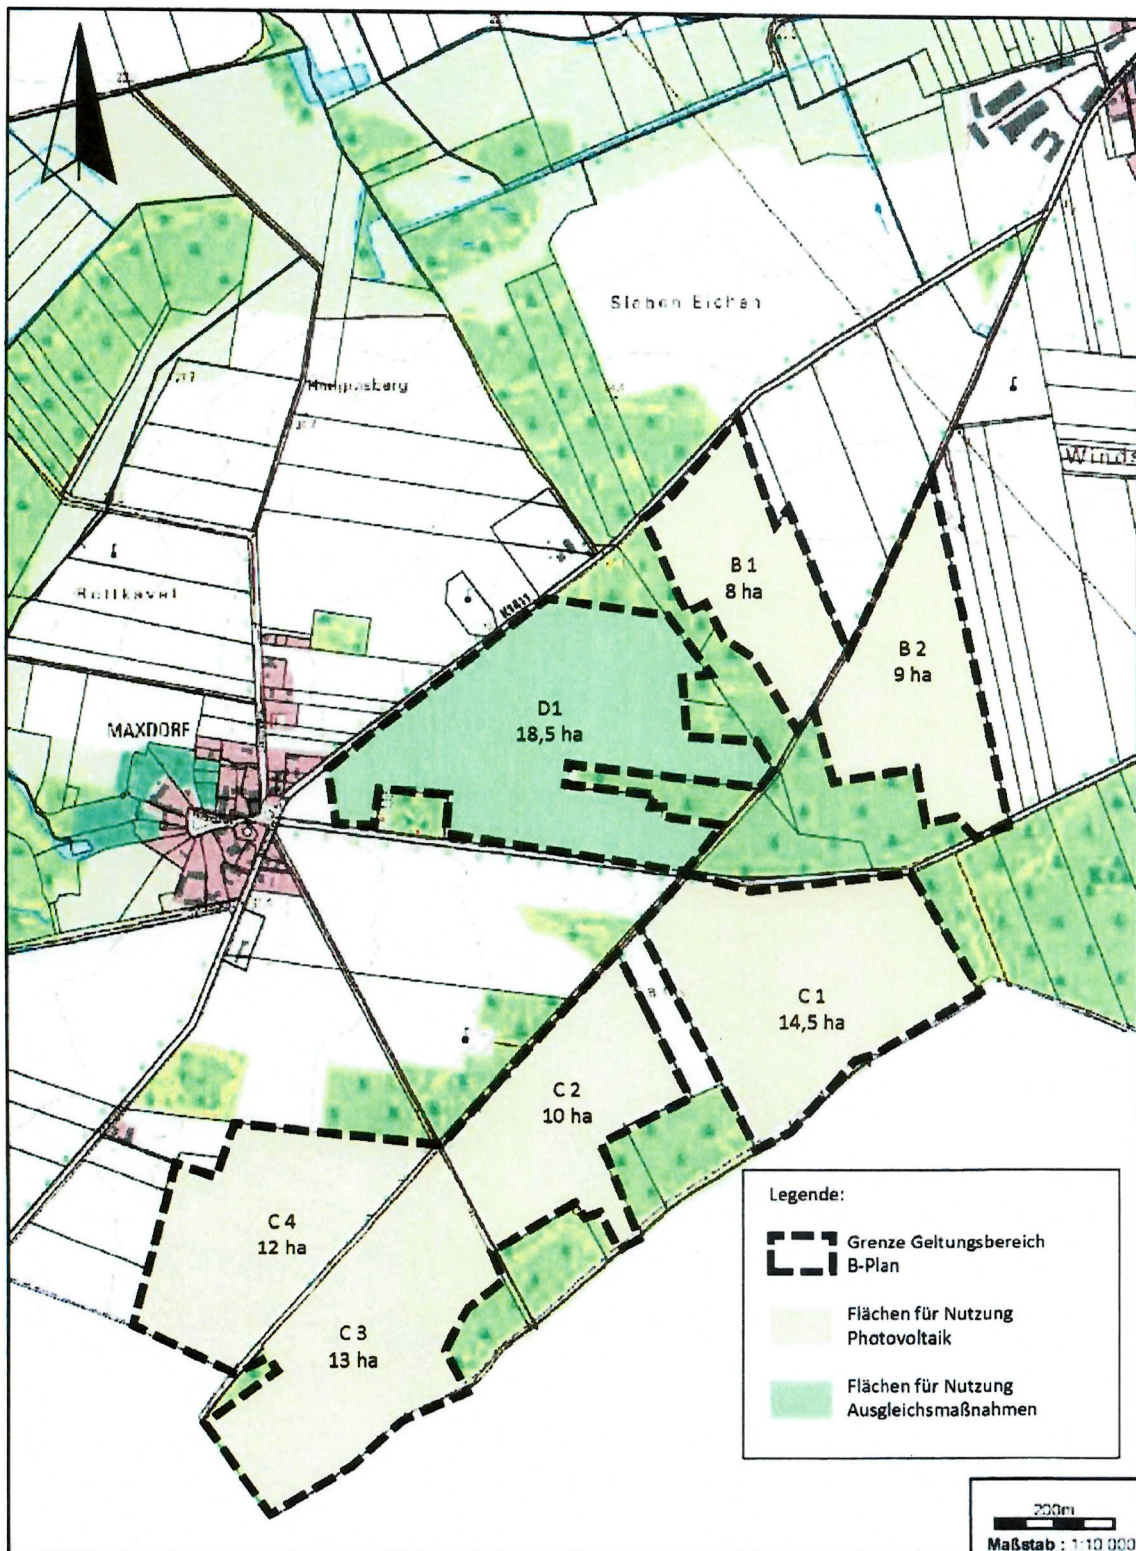 Sieben Eichen
Winds
K1411
B 1
8 ha
B 2
9 ha
D1
18,5 ha
MAXDORF
C 1
14,5 ha
C 2
10 ha
C 4
12 ha
C 3
13 ha
Legende:
Grenze Geltungsbereich
B-Plan
Flächen für Nutzung
Photovoltaik
Flächen für Nutzung
Ausgleichsmaßnahmen
200m
Maßstab : 1:10 000